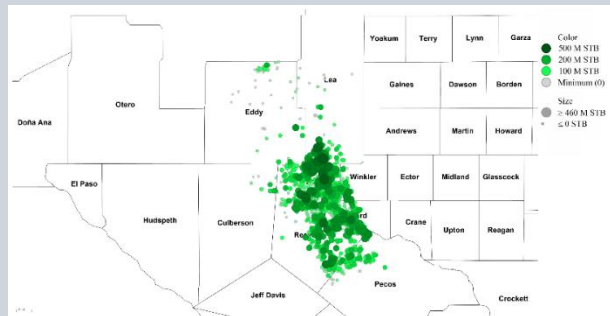 Yoakum Terry Lynn Garza
Color
500 M STB
200 M STB
100 M STB
Minimum (0)
Size
≥ 460 M STB
≤ 0 STB
Lea
Otero
Gaines Dawson Borden
Eddy
Doña Ana
Andrews Martin Howard
El Paso
Winkler Ector Midland Glasscock
Hudspeth Culberson
Crane Upton Reagan
Pecos
Jeff Davis
Crockett